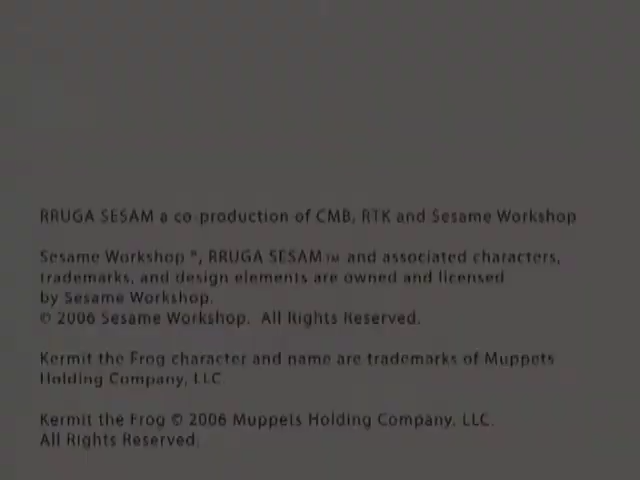 RRUGA SESAM a co-production of CMB, RTK and Sesame Workshop
Sesame Workshop ®, RRUGA SESAM™ and associated characters,
trademarks, and design elements are owned and licensed
by Sesame Workshop.
© 2006 Sesame Workshop. All Rights Reserved.
Kermit the Frog character and name are trademarks of Muppets
Holding Company, LLC.
Kermit the Frog © 2006 Muppets Holding Company, LLC.
All Rights Reserved.